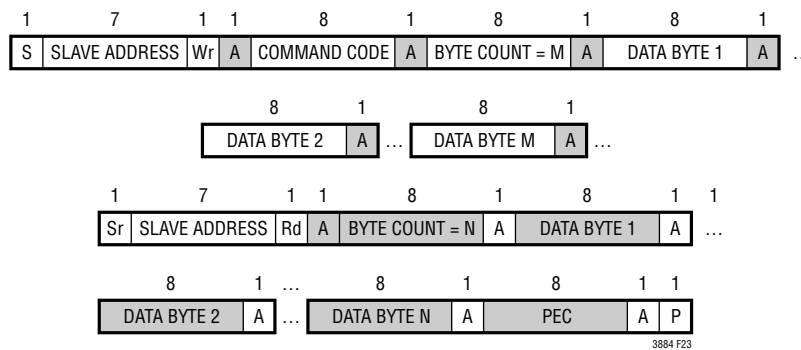 1 7 1 1 8 1 8 1 8 1
S SLAVE ADDRESS Wr A COMMAND CODE A BYTE COUNT = M A DATA BYTE 1 A …
8 1 8 1
DATA BYTE 2 A … DATA BYTE M A …
1 7 1 1 8 1 8 1 1
Sr SLAVE ADDRESS Rd A BYTE COUNT = N A DATA BYTE 1 A …
8 1 … 8 1 8 1 1
DATA BYTE 2 A … DATA BYTE N A PEC A P
3884 F23